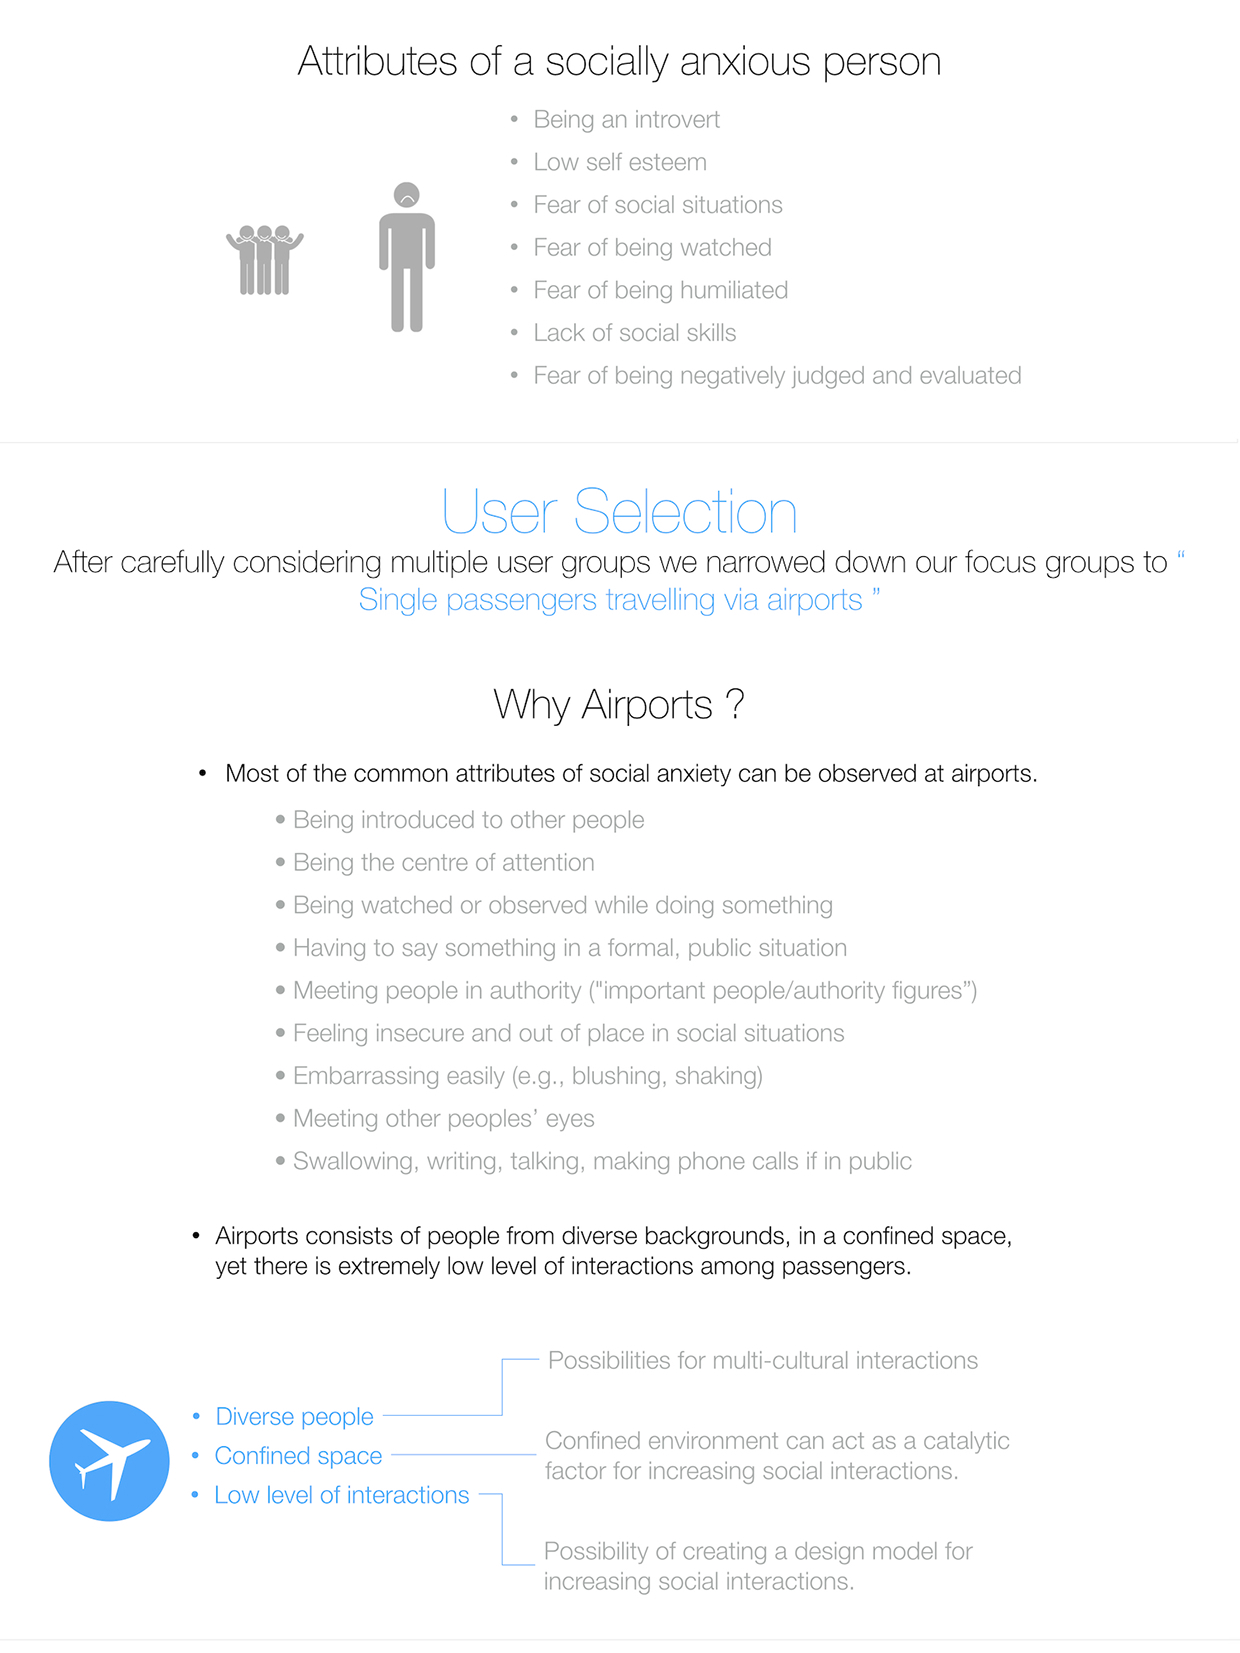 Attributes of a socially anxious person
• Being an introvert
• Low self esteem
• Fear of social situations
• Fear of being watched
• Fear of being humiliated
• Lack of social skills
• Fear of being negatively judged and evaluated
User Selection
After carefully considering multiple user groups we narrowed down our focus groups to “
Single passengers travelling via airports ”
Why Airports ?
• Most of the common attributes of social anxiety can be observed at airports.
• Being introduced to other people
• Being the centre of attention
• Being watched or observed while doing something
• Having to say something in a formal, public situation
• Meeting people in authority ("important people/authority figures”)
• Feeling insecure and out of place in social situations
• Embarrassing easily (e.g., blushing, shaking)
• Meeting other peoples’ eyes
• Swallowing, writing, talking, making phone calls if in public
• Airports consists of people from diverse backgrounds, in a confined space,
yet there is extremely low level of interactions among passengers.
• Diverse people
• Confined space
• Low level of interactions
Possibilities for multi-cultural interactions
Confined environment can act as a catalytic
factor for increasing social interactions.
Possibility of creating a design model for
increasing social interactions.